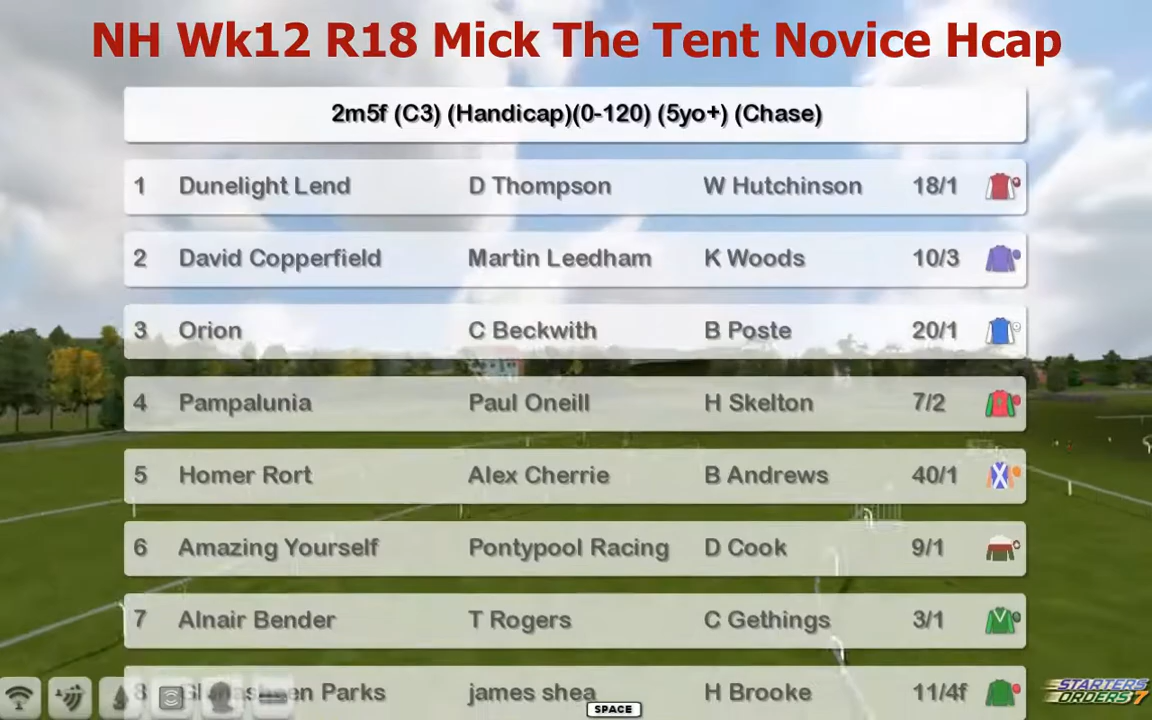 NH Wk12 R18 Mick The Tent Novice Hcap
2m5f (C3) (Handicap)(0-120) (5yo+) (Chase)
1 Dunelight Lend D Thompson W Hutchinson 18/1
2 David Copperfield Martin Leedham K Woods 10/3
3 Orion C Beckwith B Poste 20/1
4 Pampalunia Paul Oneill H Skelton 7/2
5 Homer Rort Alex Cherrie B Andrews 40/1
6 Amazing Yourself Pontypool Racing D Cook 9/1
7 Alnair Bender T Rogers C Gethings 3/1
8 Parks james shea H Brooke 11/4f
SPACE
STARTERS ORDERS 7